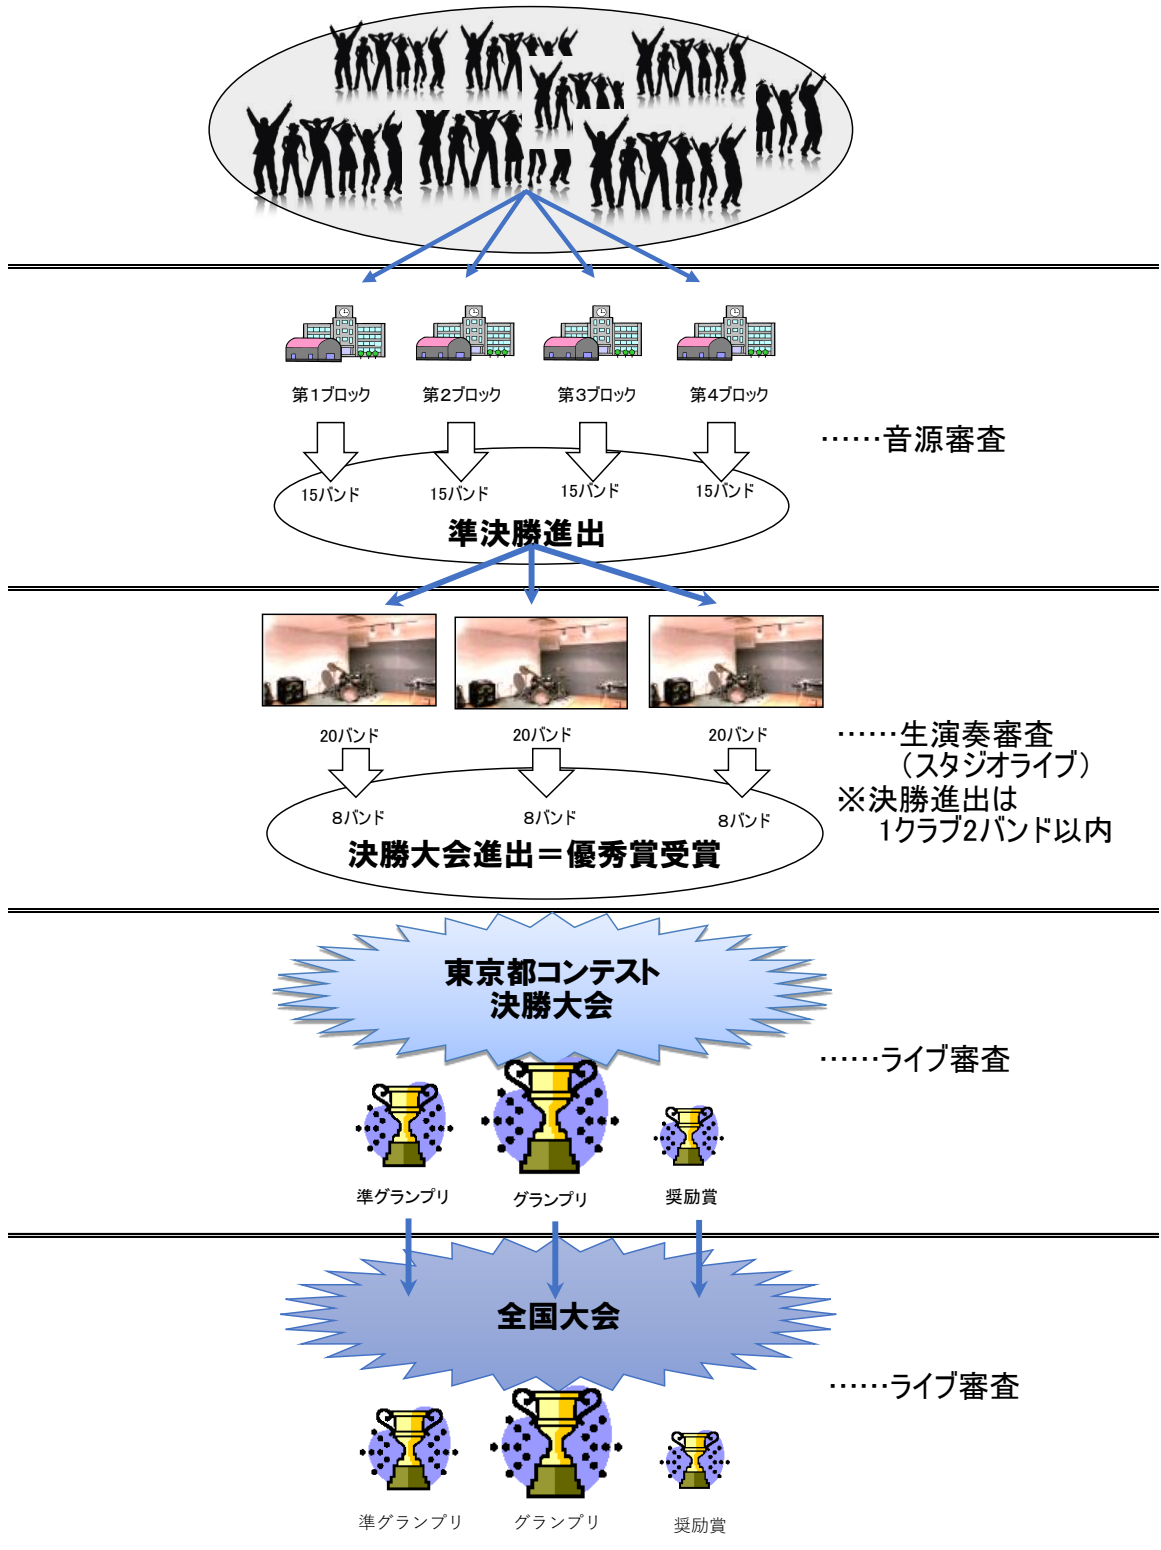 第1ブロック
第2ブロック
第3ブロック
第4ブロック
……音源審査
15バンド
15バンド
15バンド
15バンド
準決勝進出
20バンド
20バンド
20バンド
……生演奏審査
(スタジオライブ)
※決勝進出は
1クラブ2バンド以内
8バンド
8バンド
8バンド
決勝大会進出=優秀賞受賞
東京都コンテスト
決勝大会
……ライブ審査
準グランプリ
グランプリ
奨励賞
全国大会
……ライブ審査
準グランプリ
グランプリ
奨励賞